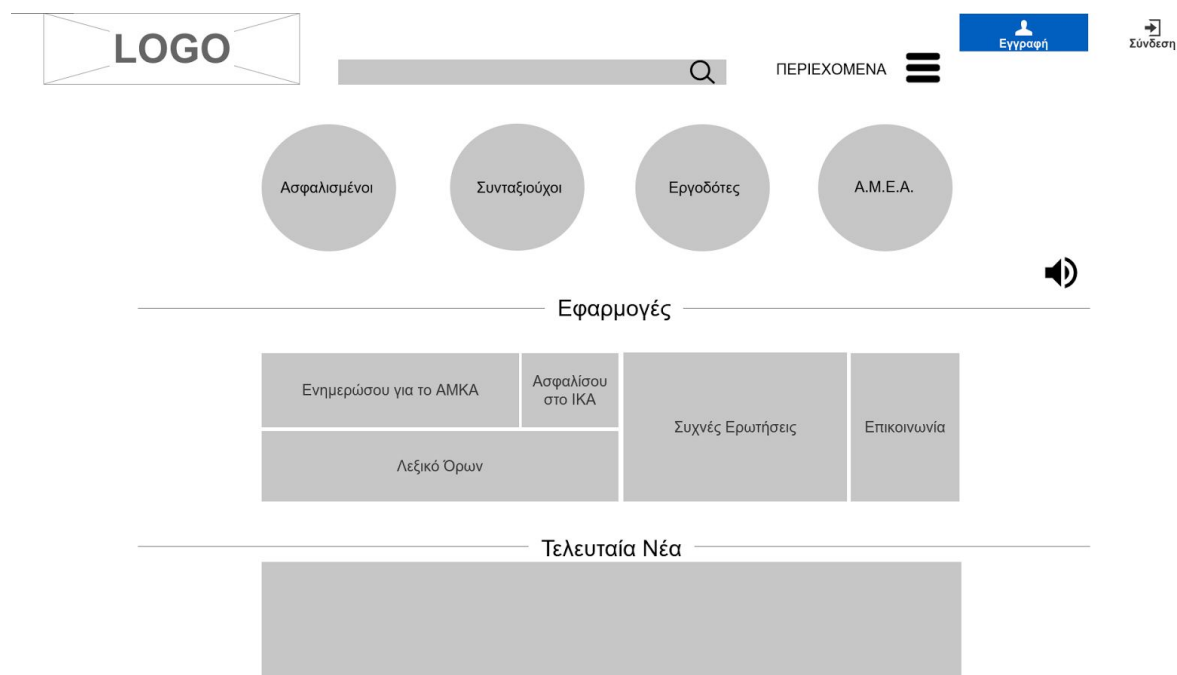 LOGO
ΠΕΡΙΕΧΟΜΕΝΑ
Εγγραφή
Σύνδεση
Ασφαλισμένοι
Συνταξιούχοι
Εργοδότες
Α.Μ.Ε.Α.
Εφαρμογές
Ενημερώσου για το ΑΜΚΑ
Ασφαλίσου
στο ΙΚΑ
Λεξικό Όρων
Συχνές Ερωτήσεις
Επικοινωνία
Τελευταία Νέα